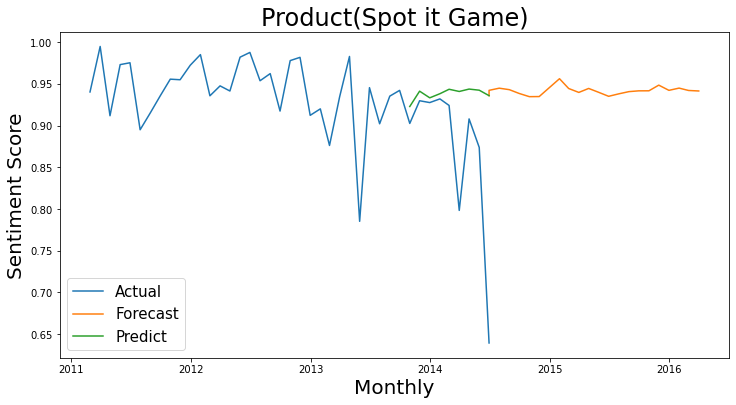 Product(Spot it Game)
Sentiment Score
1.00
0.95
0.90
0.85
0.80
0.75
0.70
0.65
Actual
Forecast
Predict
2011
2012
2013
2014
2015
2016
Monthly